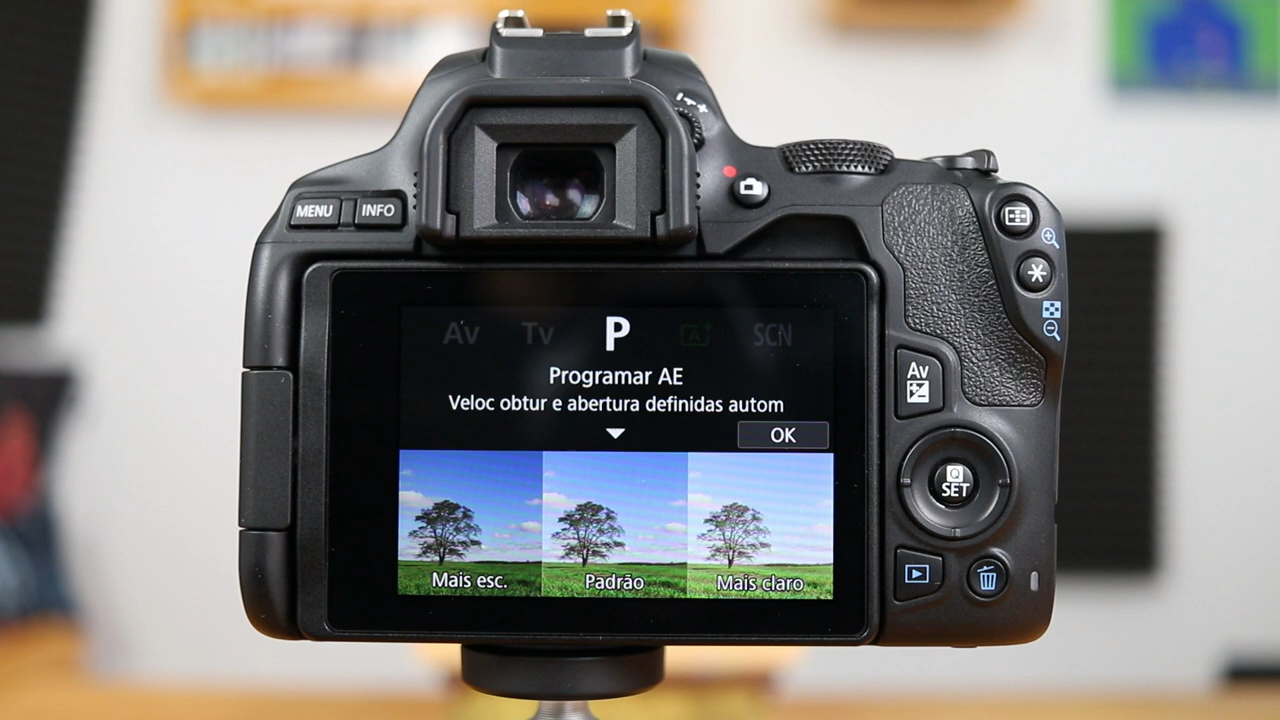 MENU INFO
Av Tv P A+ SCN
Programar AE
Veloc obtur e abertura definidas autom
OK
Mais esc. Padrão Mais claro
Av
Q
SET